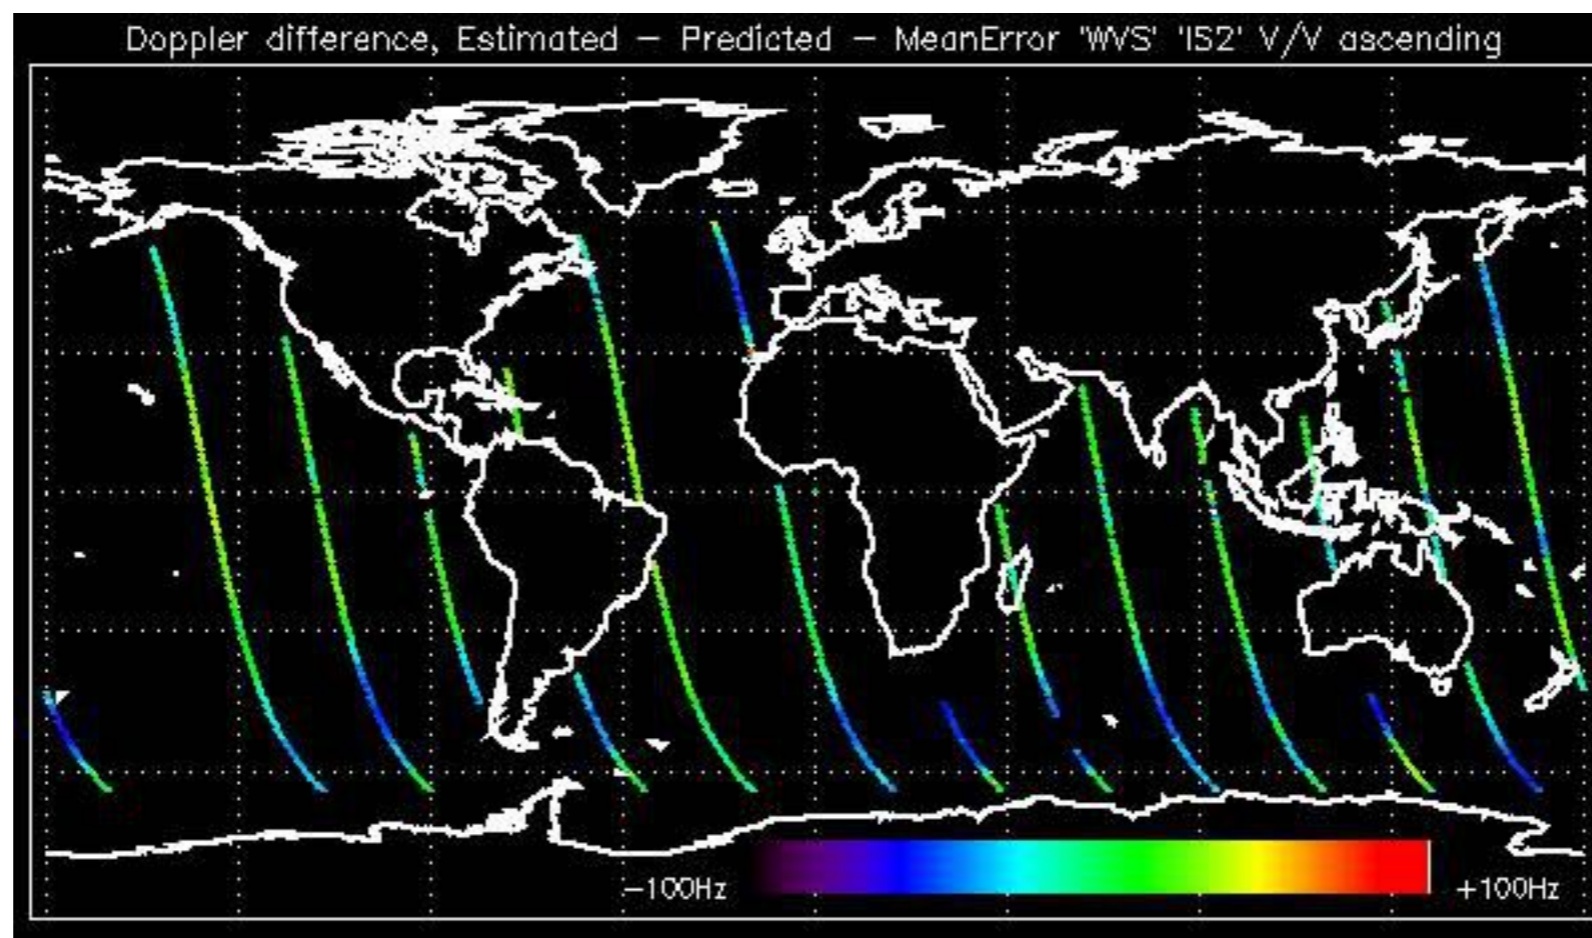 Doppler difference, Estimated − Predicted − MeanError 'WVS' 'IS2' V/V ascending
−100Hz +100Hz